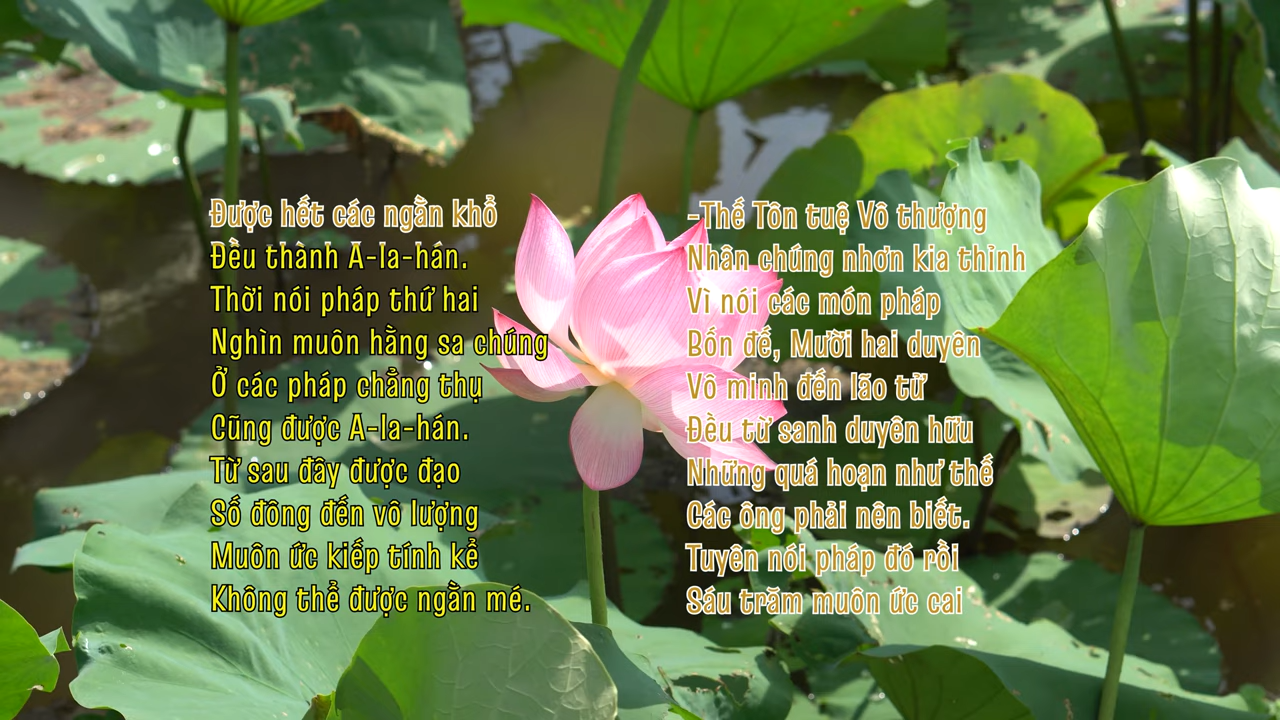 Được hết các ngằn khổ
Đều thành A-la-hán.
Thời nói pháp thứ hai
Nghìn muôn hằng sa chúng
Ở các pháp chẳng thụ
Cũng được A-la-hán.
Từ sau đây được đạo
Số đông đến vô lượng
Muôn ức kiếp tính kể
Không thể được ngằn mé.
-Thế Tôn tuệ Vô thượng
Nhân chúng nhơn kia thỉnh
Vì nói các món pháp
Bốn đế, Mười hai duyên
Vô minh đến lão tử
Đều từ sanh duyên hữu
Những quá hoạn như thế
Các ông phải nên biết.
Tuyên nói pháp đó rồi
Sáu trăm muôn ức cai